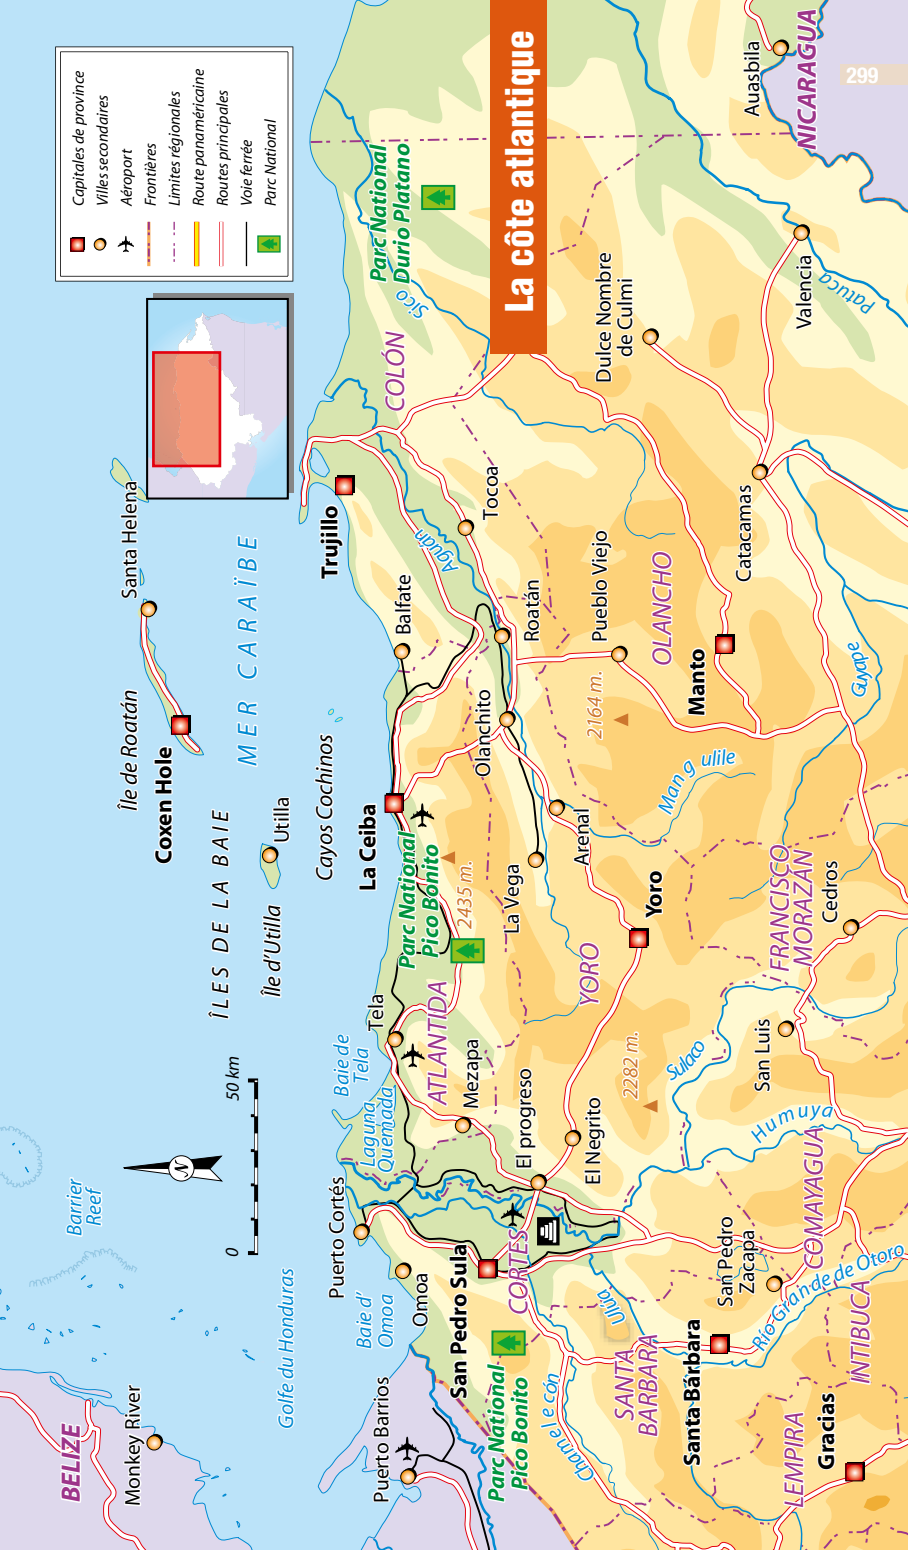 La côte atlantique
299
Capitales de province
Villes secondaires
Aéroport
Frontières
Limites régionales
Route panaméricaine
Routes principales
Voie ferrée
Parc National
BELIZE
Monkey River
Barrier
Reef
Golfe du Honduras
N
0
50 km
ÎLES DE LA BAIE
Île d'Utilla
Utilla
Île de Roatán
Coxen Hole
Santa Helena
MER CARAÏBE
Cayos Cochinos
Puerto Barrios
Puerto Cortés
Baie d'
Omoa
Omoa
Laguna
Quemada
Baie de
Tela
Tela
La Ceiba
Balfate
Trujillo
San Pedro Sula
CORTÉS
Parc National
Pico Bonito
El progreso
Mezapa
ATLANTIDA
Parc National
Pico Bonito
2435 m.
La Vega
Olanchito
Roatán
Aguán
Tocoa
COLÓN
Sico
Parc National
Durio Platano
Chamelecón
Ulúa
SANTA
BARBARA
Santa Bárbara
San Pedro
Zacapa
El Negrito
2282 m.
YORO
Yoro
Arenal
2164 m.
Pueblo Viejo
OLANCHO
Manto
Mangulile
Dulce Nombre
de Culmi
Catacamas
Valencia
Patuca
Auasbila
NICARAGUA
Guyape
Sulaco
San Luis
Humuya
FRANCISCO
MORAZÁN
Cedros
COMAYAGUA
Río Grande de Otoro
INTIBUCA
LEMPIRA
Gracias